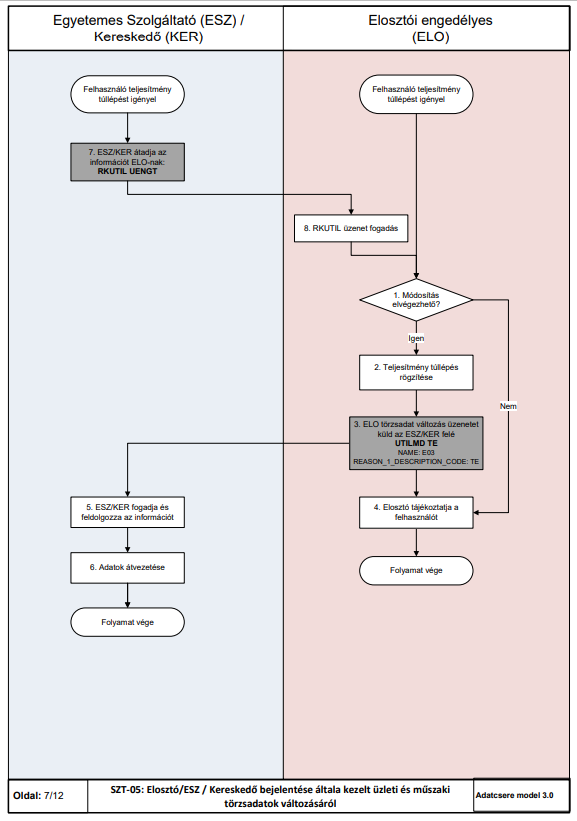 Egyetemes Szolgáltató (ESZ) /
Kereskedő (KER)
Elosztói engedélyes
(ELO)
Felhasználó teljesítmény
túllépést igényel
Felhasználó teljesítmény
túllépést igényel
7. ESZ/KER átadja az
információt ELO-nak:
RKUTIL UENGT
8. RKUTIL üzenet fogadás
1. Módosítás
elvégezhető?
Igen
2. Teljesítmény túllépés
rögzítése
Nem
3. ELO törzsadat változás üzenetet
küld az ESZ/KER felé
UTILMD TE
NAME: E03
REASON_1_DESCRIPTION_CODE: TE
5. ESZ/KER fogadja és
feldolgozza az információt
4. Elosztó tájékoztatja a
felhasználót
6. Adatok átvezetése
Folyamat vége
Folyamat vége
Oldal: 7/12
SZT-05: Elosztó/ESZ / Kereskedő bejelentése általa kezelt üzleti és műszaki
törzsadatok változásáról
Adatcsere model 3.0